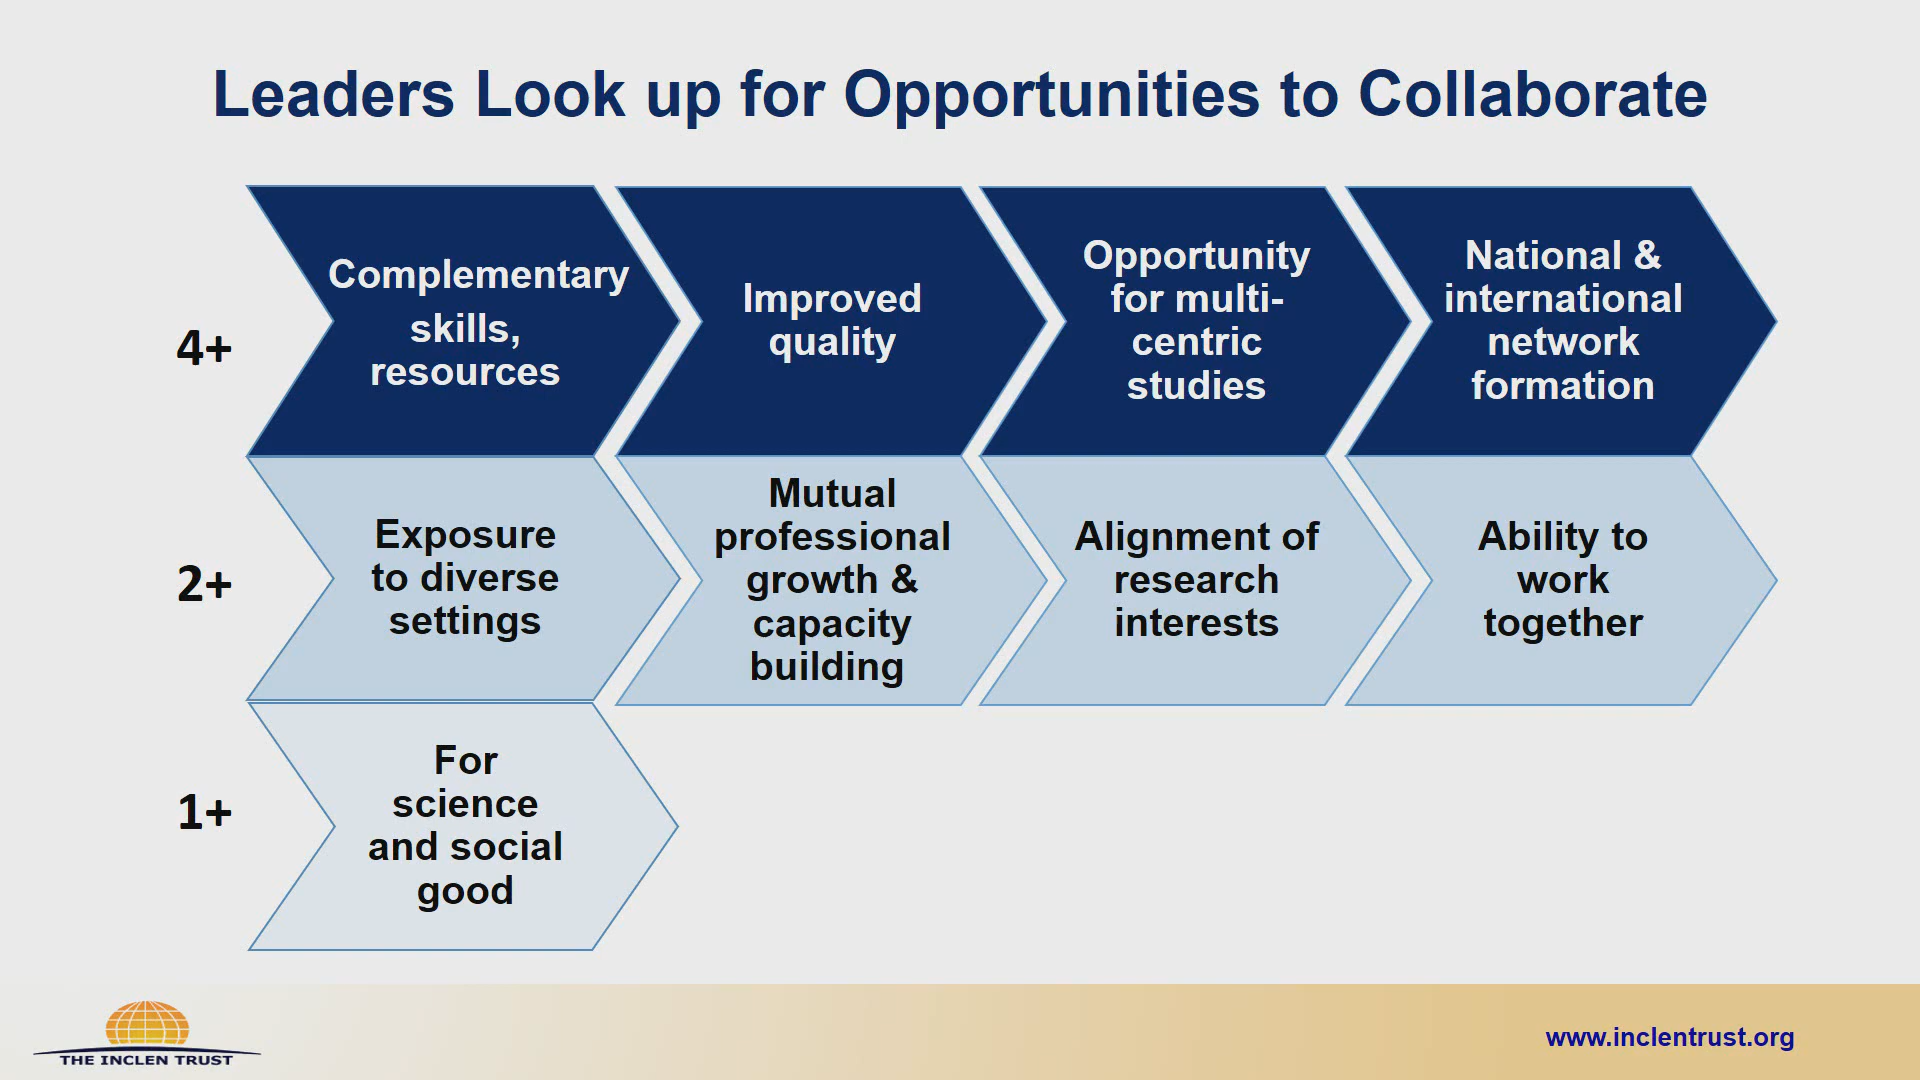 Leaders Look up for Opportunities to Collaborate
4+
Complementary
skills,
resources
Improved
quality
Opportunity
for multi-
centric
studies
National &
international
network
formation
2+
Exposure
to diverse
settings
Mutual
professional
growth &
capacity
building
Alignment of
research
interests
Ability to
work
together
1+
For
science
and social
good
THE INCLEN TRUST
www.inclentrust.org